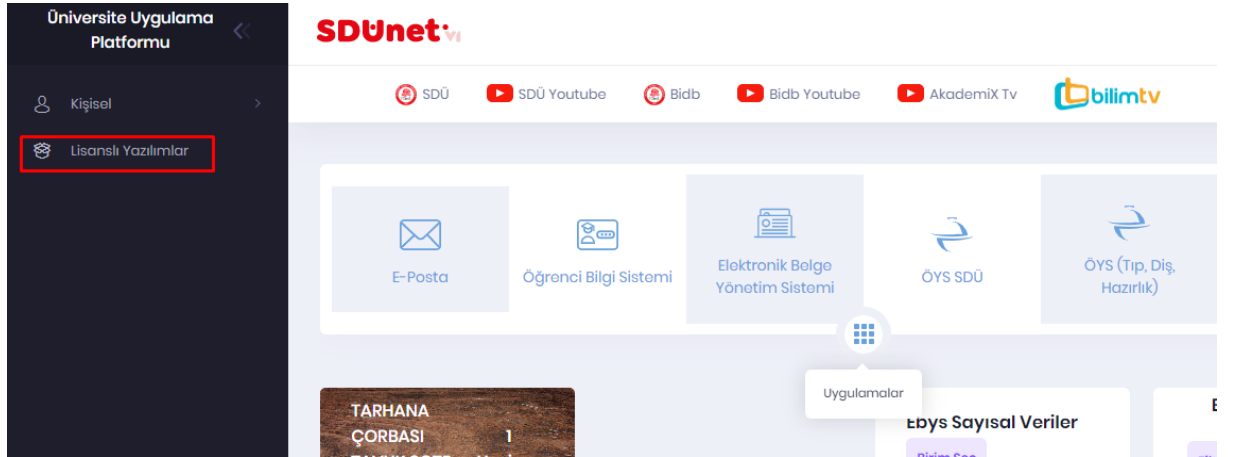 Üniversite Uygulama
Platformu
Kişisel
Lisanslı Yazılımlar
SDÜnet
SDÜ
SDÜ Youtube
Bidb
Bidb Youtube
AkademiX Tv
bilimtv
E-Posta
Öğrenci Bilgi Sistemi
Elektronik Belge
Yönetim Sistemi
ÖYS SDÜ
ÖYS (Tıp, Diş,
Hazırlık)
Uygulamalar
TARHANA
ÇORBASI 1
Ebys Sayısal Veriler